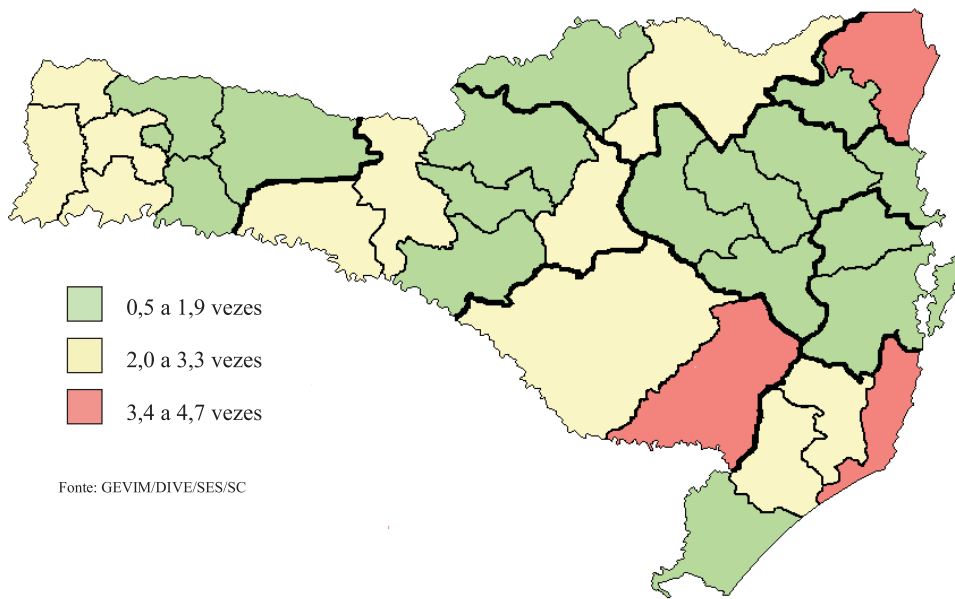 0,5 a 1,9 vezes
2,0 a 3,3 vezes
3,4 a 4,7 vezes
Fonte: GEVIM/DIVE/SES/SC